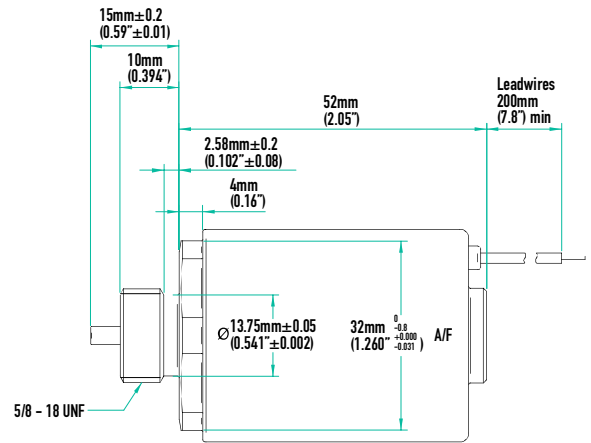 15mm±0.2
(0.59"±0.01)
10mm
(0.394")
52mm
(2.05")
Leadwires
200mm
(7.8") min
2.58mm±0.2
(0.102"±0.08)
4mm
(0.16")
Ø13.75mm±0.05
(0.541"±0.002)
32mm 0 -0.8 A/F
(1.260" +0.000 -0.031 )
5/8 – 18 UNF